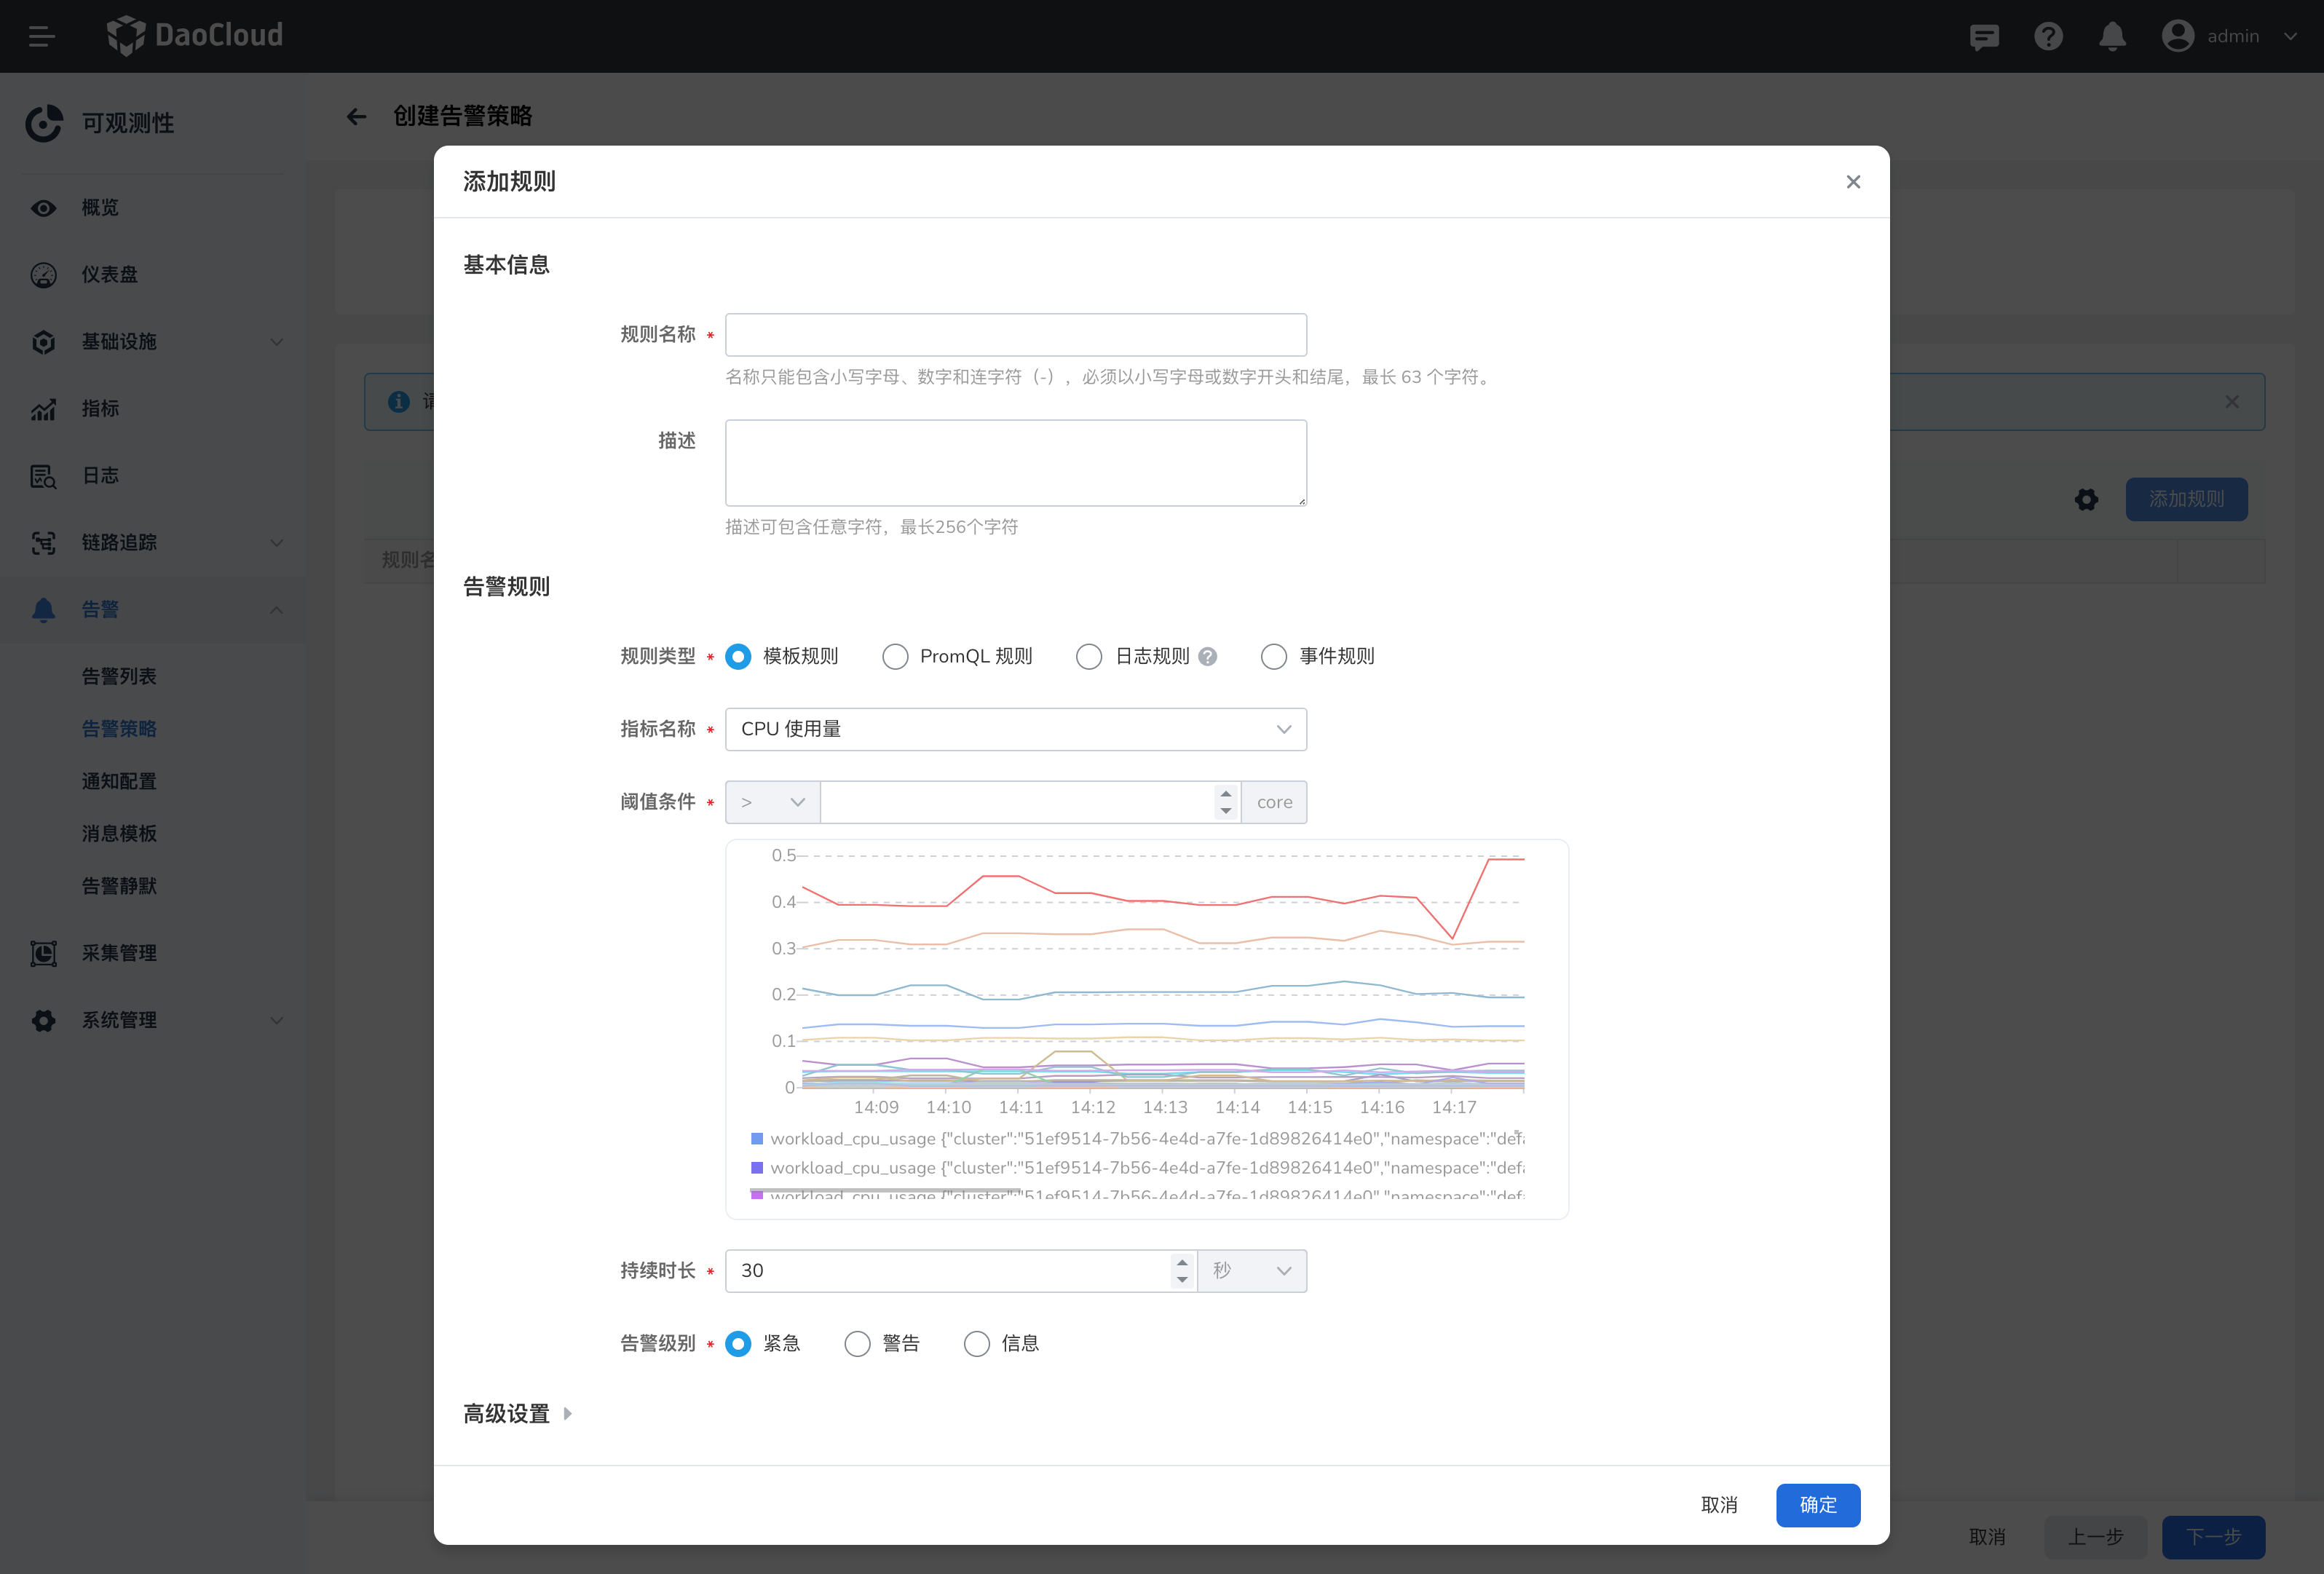 DaoCloud
admin
可观测性
概览
仪表盘
基础设施
指标
日志
链路追踪
告警
告警列表
告警策略
通知配置
消息模板
告警静默
采集管理
系统管理
创建告警策略
添加规则
规则名
添加规则
基本信息
规则名称 *
名称只能包含小写字母、数字和连字符（-），必须以小写字母或数字开头和结尾，最长 63 个字符。
描述
描述可包含任意字符，最长256个字符
告警规则
规则类型 * 模板规则 PromQL 规则 日志规则 事件规则
指标名称 * CPU 使用量
阈值条件 * > core
0.5
0.4
0.3
0.2
0.1
0
14:09 14:10 14:11 14:12 14:13 14:14 14:15 14:16 14:17
workload_cpu_usage {"cluster":"51ef9514-7b56-4e4d-a7fe-1d89826414e0","namespace":"defa
workload_cpu_usage {"cluster":"51ef9514-7b56-4e4d-a7fe-1d89826414e0","namespace":"defa
workload_cpu_usage {"cluster":"51ef9514-7b56-4e4d-a7fe-1d89826414e0","namespace":"defa
持续时长 * 30 秒
告警级别 * 紧急 警告 信息
高级设置
取消 确定
取消 上一步 下一步